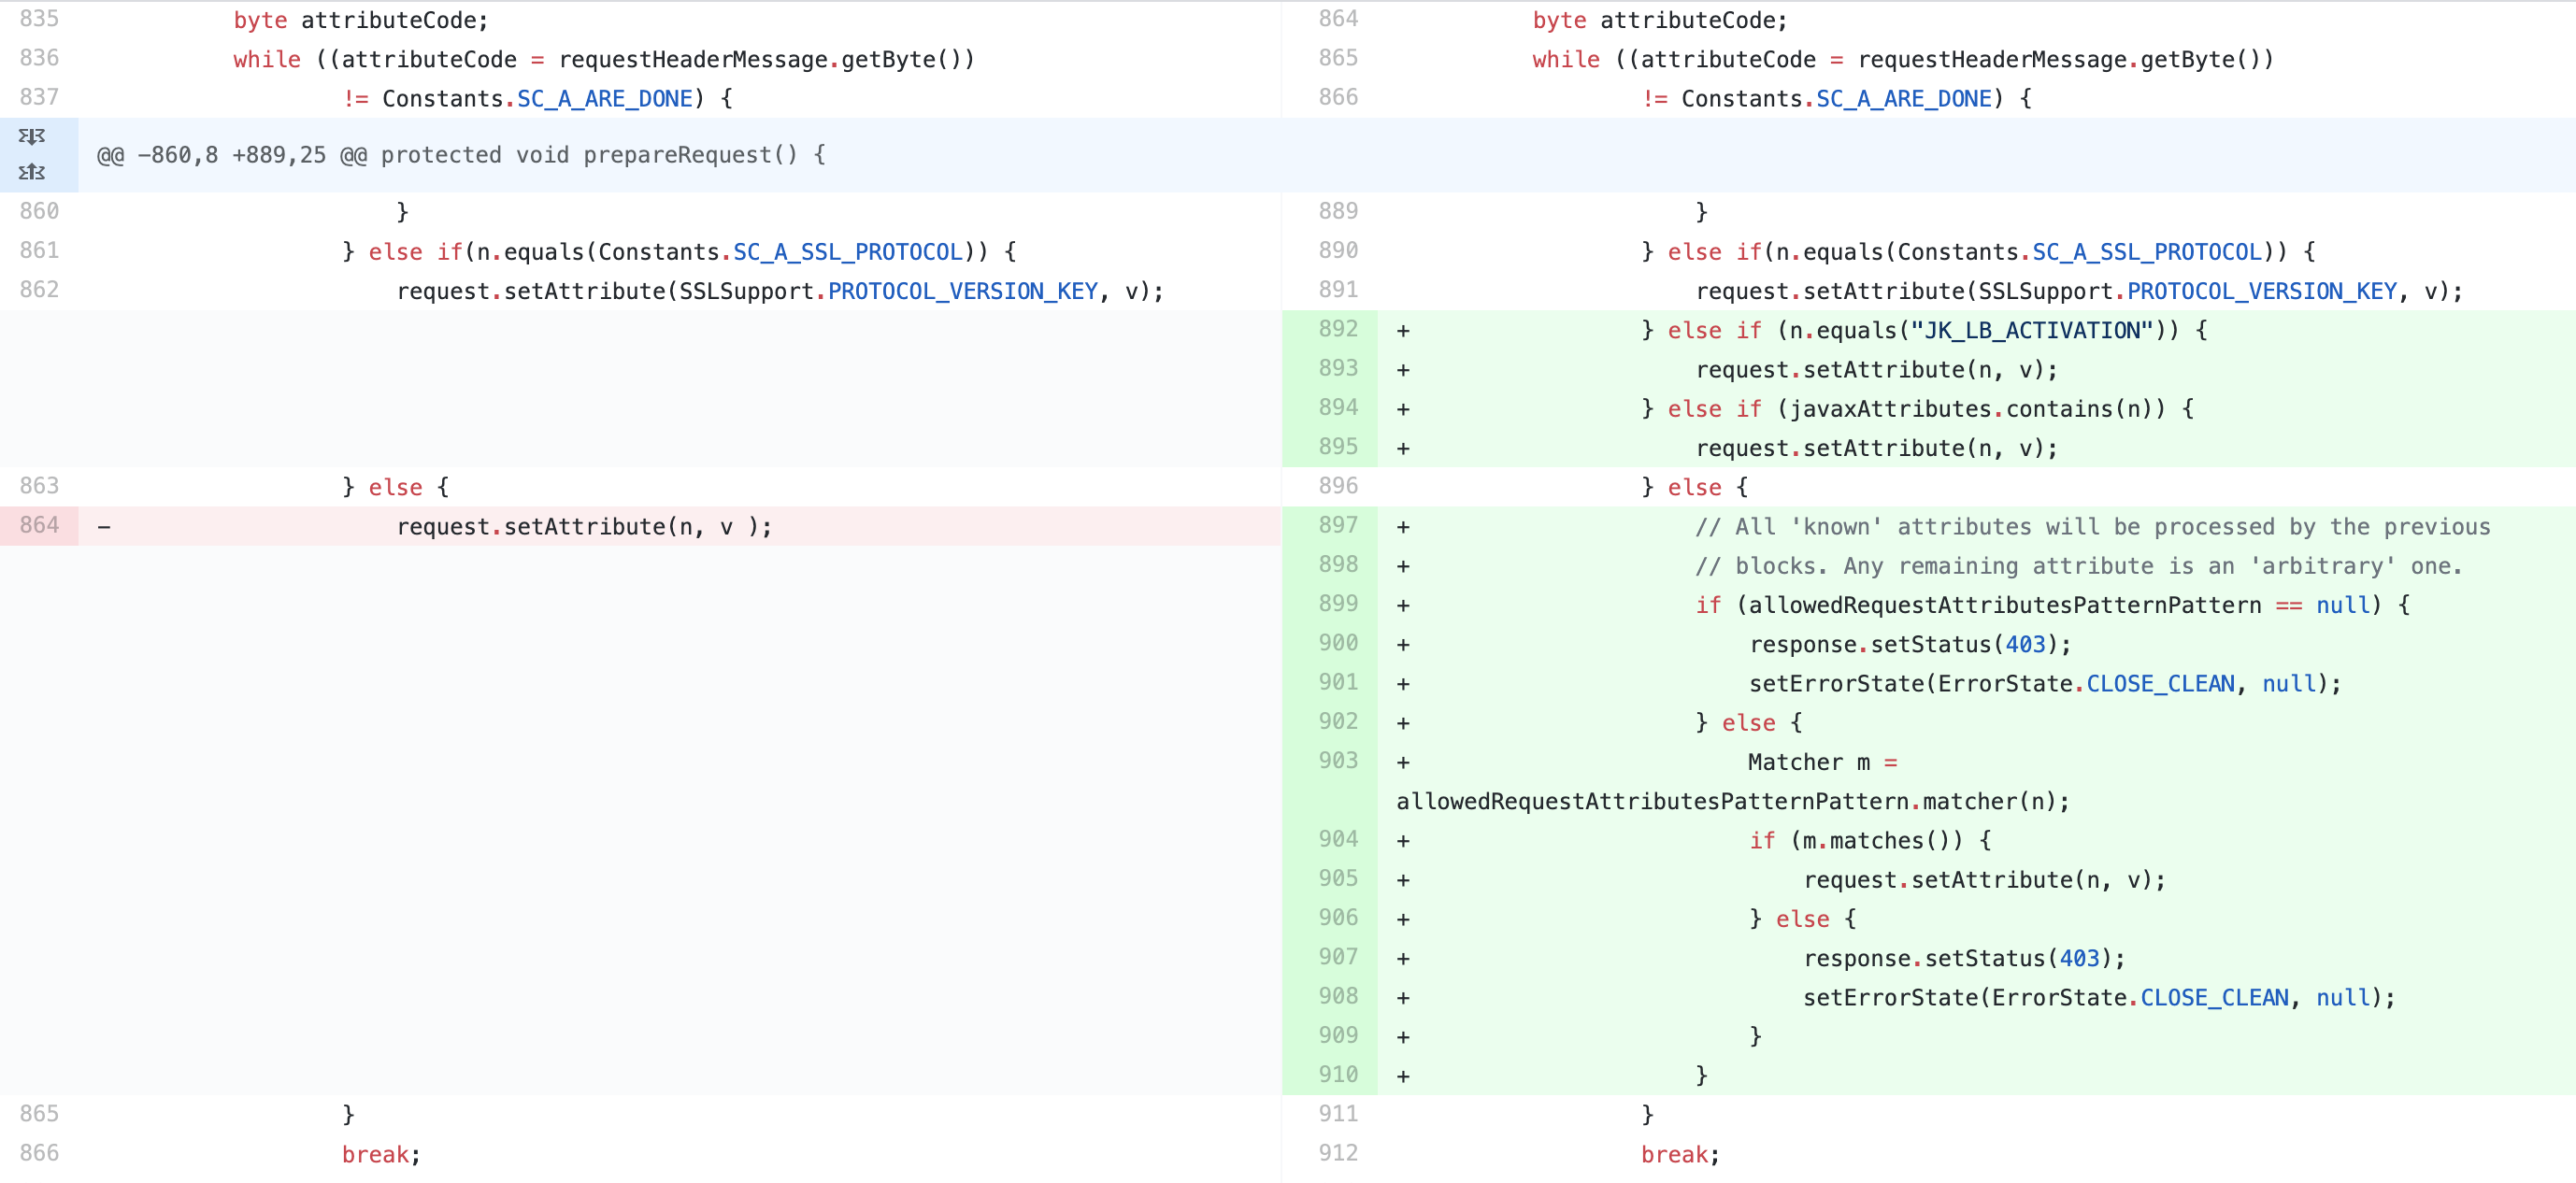 835 byte attributeCode;
836 while ((attributeCode = requestHeaderMessage.getByte())
837 != Constants.SC_A_ARE_DONE) {
@@ -860,8 +889,25 @@ protected void prepareRequest() {
860 }
861 } else if(n.equals(Constants.SC_A_SSL_PROTOCOL)) {
862 request.setAttribute(SSLSupport.PROTOCOL_VERSION_KEY, v);
863 } else {
864 - request.setAttribute(n, v );
865 }
866 break;
864 byte attributeCode;
865 while ((attributeCode = requestHeaderMessage.getByte())
866 != Constants.SC_A_ARE_DONE) {
889 }
890 } else if(n.equals(Constants.SC_A_SSL_PROTOCOL)) {
891 request.setAttribute(SSLSupport.PROTOCOL_VERSION_KEY, v);
892 + } else if (n.equals("JK_LB_ACTIVATION")) {
893 + request.setAttribute(n, v);
894 + } else if (javaxAttributes.contains(n)) {
895 + request.setAttribute(n, v);
896 } else {
897 + // All 'known' attributes will be processed by the previous
898 + // blocks. Any remaining attribute is an 'arbitrary' one.
899 + if (allowedRequestAttributesPatternPattern == null) {
900 + response.setStatus(403);
901 + setErrorState(ErrorState.CLOSE_CLEAN, null);
902 + } else {
903 + Matcher m =
allowedRequestAttributesPatternPattern.matcher(n);
904 + if (m.matches()) {
905 + request.setAttribute(n, v);
906 + } else {
907 + response.setStatus(403);
908 + setErrorState(ErrorState.CLOSE_CLEAN, null);
909 + }
910 + }
911 }
912 break;